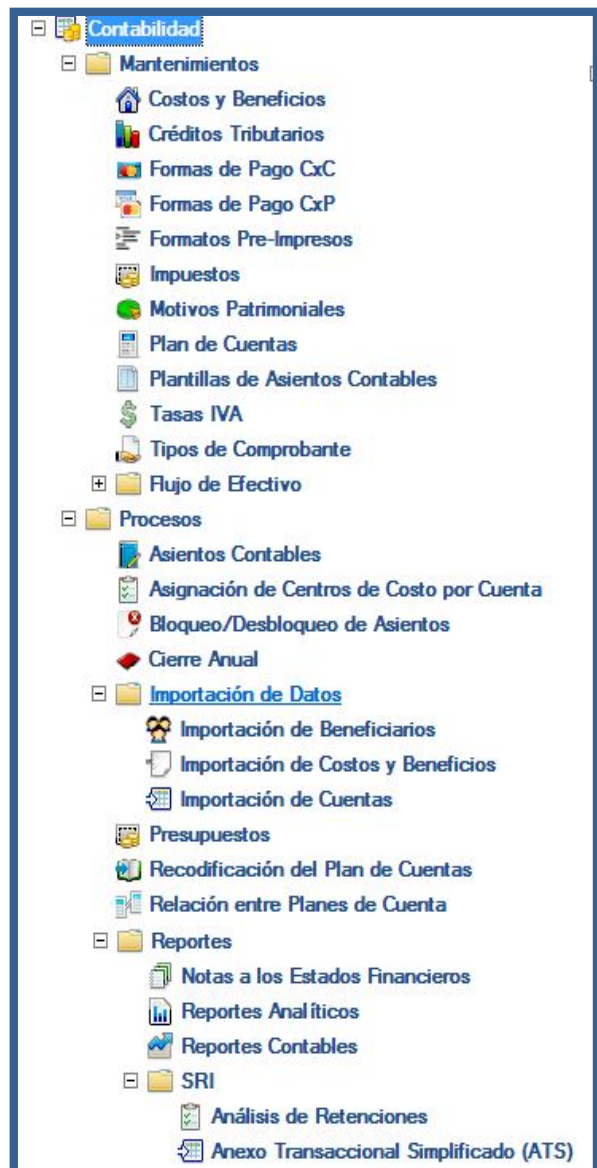 Contabilidad
Mantenimientos
Costos y Beneficios
Créditos Tributarios
Formas de Pago CxC
Formas de Pago CxP
Formatos Pre-Impresos
Impuestos
Motivos Patrimoniales
Plan de Cuentas
Plantillas de Asientos Contables
Tasas IVA
Tipos de Comprobante
Flujo de Efectivo
Procesos
Asientos Contables
Asignación de Centros de Costo por Cuenta
Bloqueo/Desbloqueo de Asientos
Cierre Anual
Importación de Datos
Importación de Beneficiarios
Importación de Costos y Beneficios
Importación de Cuentas
Presupuestos
Recodificación del Plan de Cuentas
Relación entre Planes de Cuenta
Reportes
Notas a los Estados Financieros
Reportes Analíticos
Reportes Contables
SRI
Análisis de Retenciones
Anexo Transaccional Simplificado (ATS)